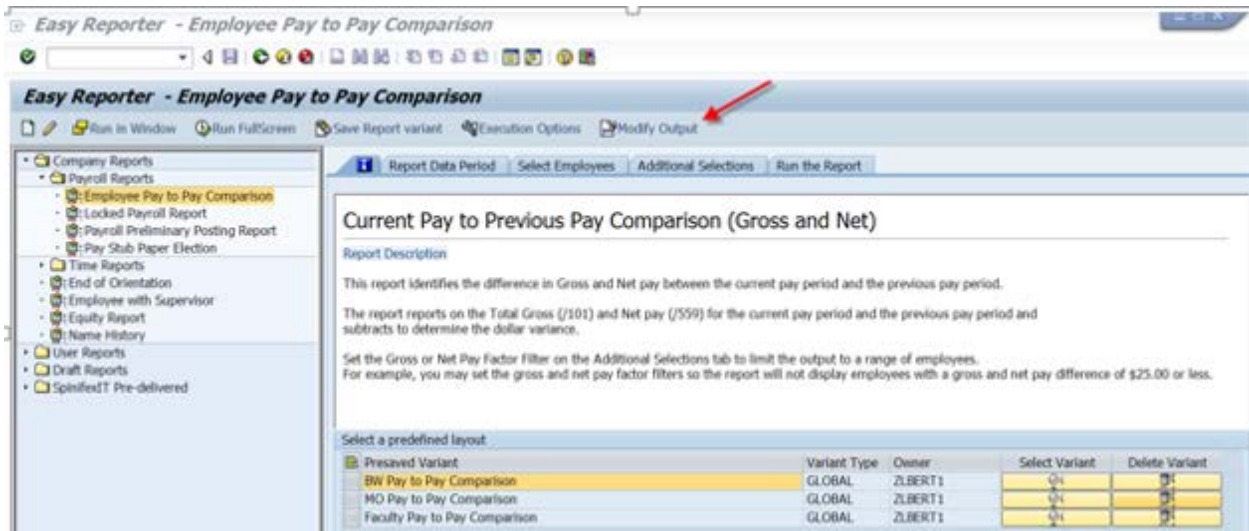 Easy Reporter - Employee Pay to Pay Comparison
Easy Reporter - Employee Pay to Pay Comparison
Run in Window Run FullScreen Save Report variant Execution Options Modify Output
Company Reports
Payroll Reports
Employee Pay to Pay Comparison
Locked Payroll Report
Payroll Preliminary Posting Report
Pay Stub Paper Election
Time Reports
End of Orientation
Employee with Supervisor
Equity Report
Name History
User Reports
Draft Reports
SpinifexIT Pre-delivered
Report Data Period Select Employees Additional Selections Run the Report
Current Pay to Previous Pay Comparison (Gross and Net)
Report Description
This report identifies the difference in Gross and Net pay between the current pay period and the previous pay period.
The report reports on the Total Gross (/101) and Net pay (/559) for the current pay period and the previous pay period and
subtracts to determine the dollar variance.
Set the Gross or Net Pay Factor Filter on the Additional Selections tab to limit the output to a range of employees.
For example, you may set the gross and net pay factor filters so the report will not display employees with a gross and net pay difference of $25.00 or less.
Select a predefined layout
Presaved Variant Variant Type Owner Select Variant Delete Variant
BW Pay to Pay Comparison GLOBAL ZLBERT1
MO Pay to Pay Comparison GLOBAL ZLBERT1
Faculty Pay to Pay Comparison GLOBAL ZLBERT1